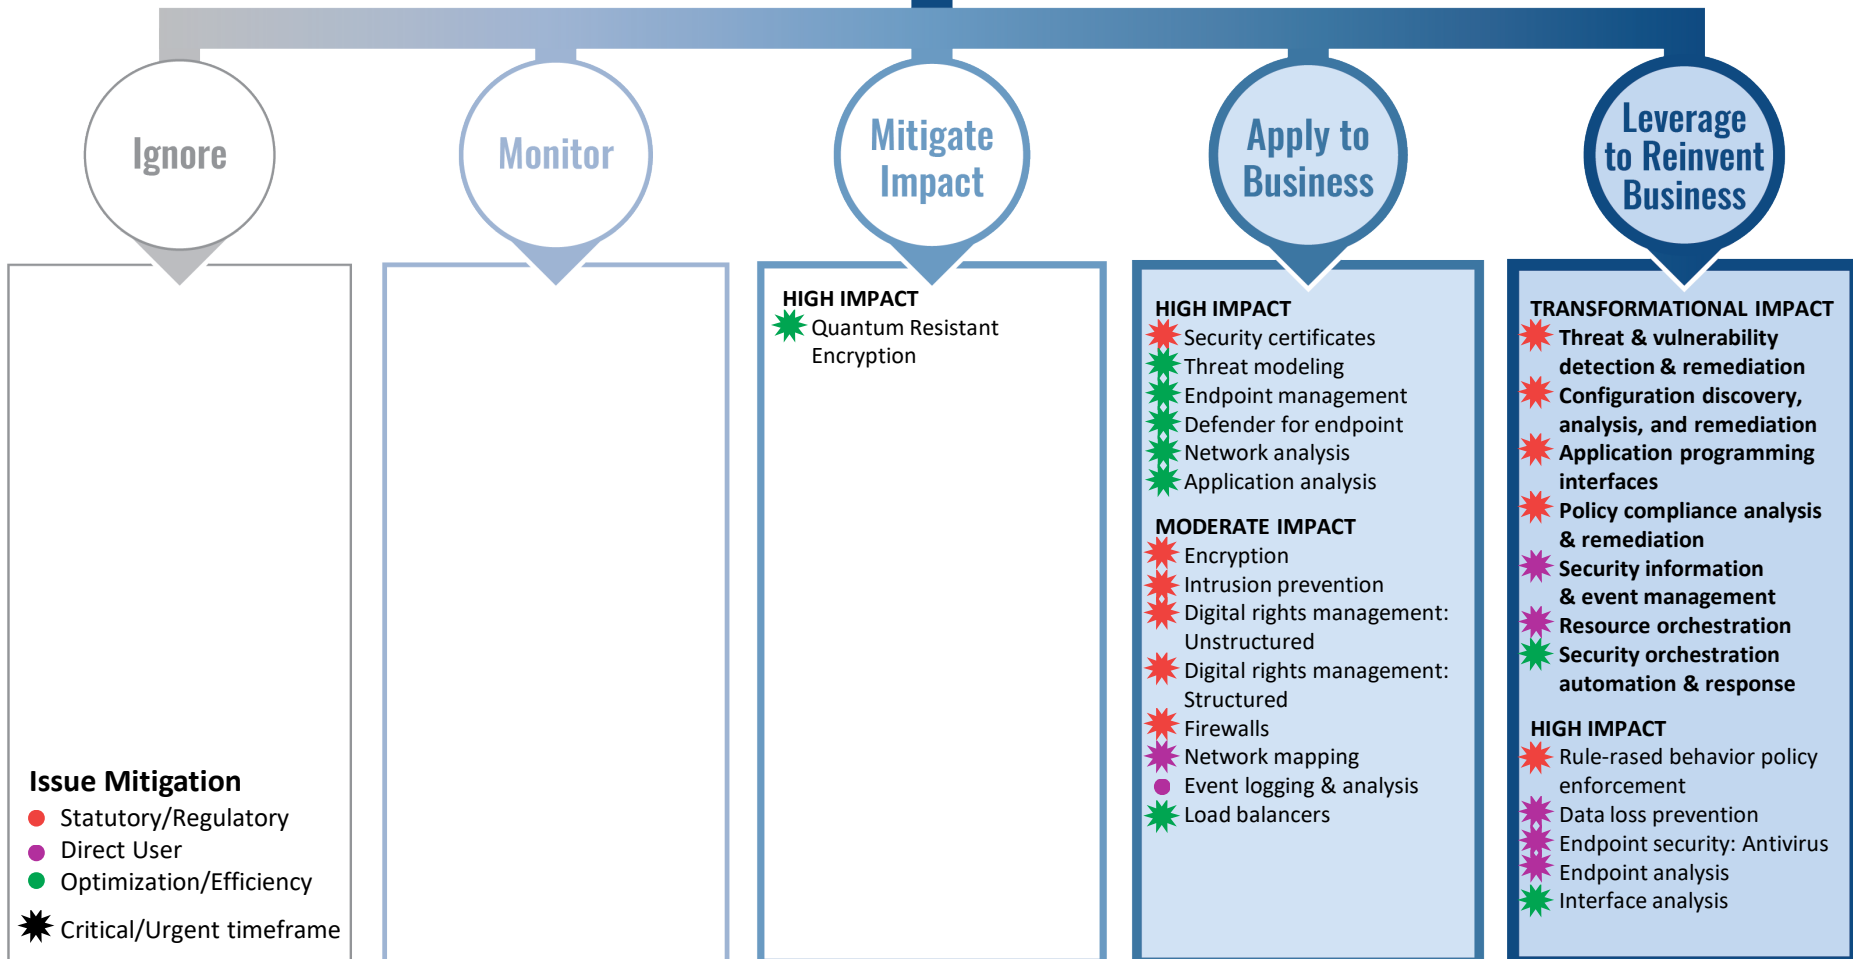 Ignore
Monitor
Mitigate
Impact
Apply to
Business
Leverage
to Reinvent
Business
Issue Mitigation
Statutory/Regulatory
Direct User
Optimization/Efficiency
Critical/Urgent timeframe
HIGH IMPACT
Quantum Resistant
Encryption
HIGH IMPACT
Security certificates
Threat modeling
Endpoint management
Defender for endpoint
Network analysis
Application analysis
MODERATE IMPACT
Encryption
Intrusion prevention
Digital rights management:
Unstructured
Digital rights management:
Structured
Firewalls
Network mapping
Event logging & analysis
Load balancers
TRANSFORMATIONAL IMPACT
Threat & vulnerability
detection & remediation
Configuration discovery,
analysis, and remediation
Application programming
interfaces
Policy compliance analysis
& remediation
Security information
& event management
Resource orchestration
Security orchestration
automation & response
HIGH IMPACT
Rule-rased behavior policy
enforcement
Data loss prevention
Endpoint security: Antivirus
Endpoint analysis
Interface analysis